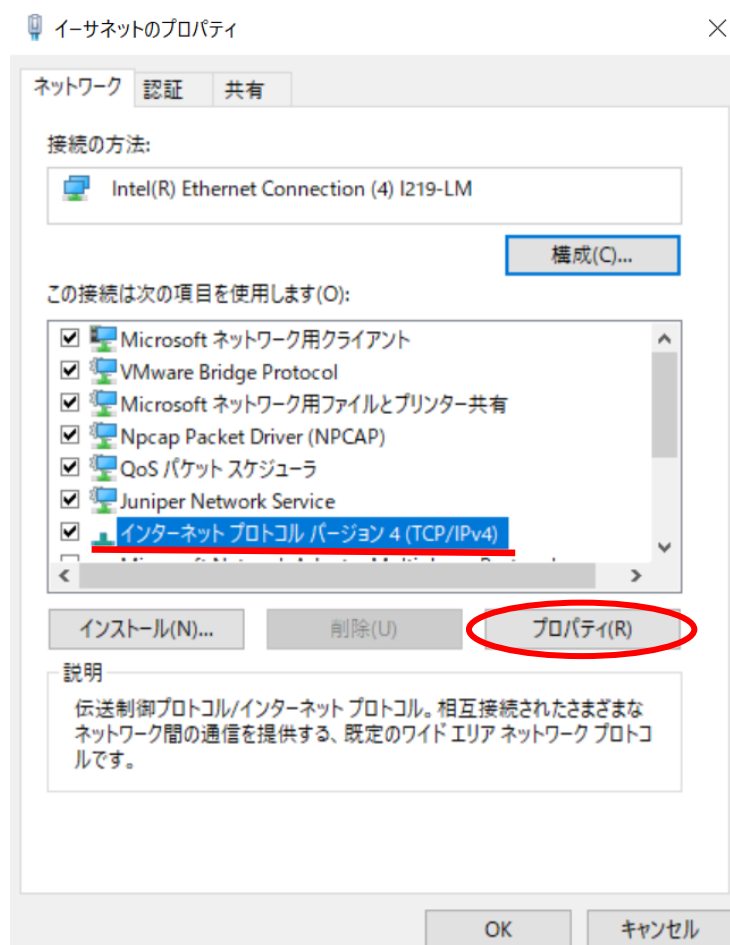 イーサネットのプロパティ
ネットワーク 認証 共有
接続の方法:
Intel(R) Ethernet Connection (4) I219-LM
構成(C)...
この接続は次の項目を使用します(O):
Microsoft ネットワーク用クライアント
VMware Bridge Protocol
Microsoft ネットワーク用ファイルとプリンター共有
Npcap Packet Driver (NPCAP)
QoS パケット スケジューラ
Juniper Network Service
インターネット プロトコル バージョン 4 (TCP/IPv4)
インストール(N)... 削除(U) プロパティ(R)
説明
伝送制御プロトコル/インターネット プロトコル。相互接続されたさまざまな
ネットワーク間の通信を提供する、既定のワイド エリア ネットワーク プロトコ
ルです。
OK キャンセル